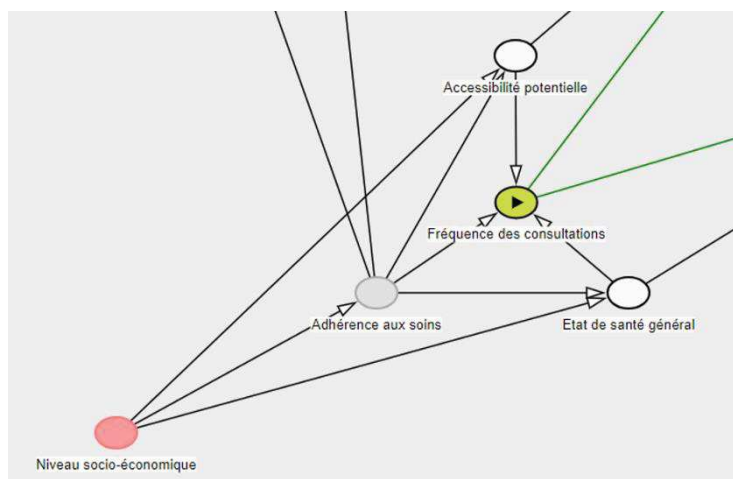 Accessibilité potentielle
Fréquence des consultations
Adhérence aux soins
Etat de santé général
Niveau socio-économique